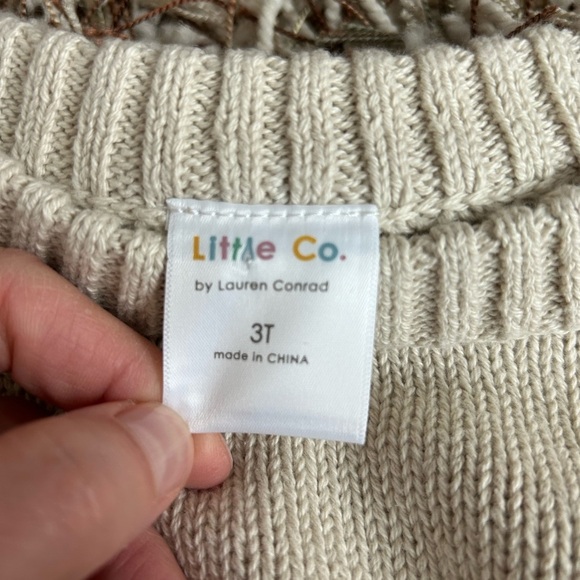 Little Co.
by Lauren Conrad
3T
made in CHINA